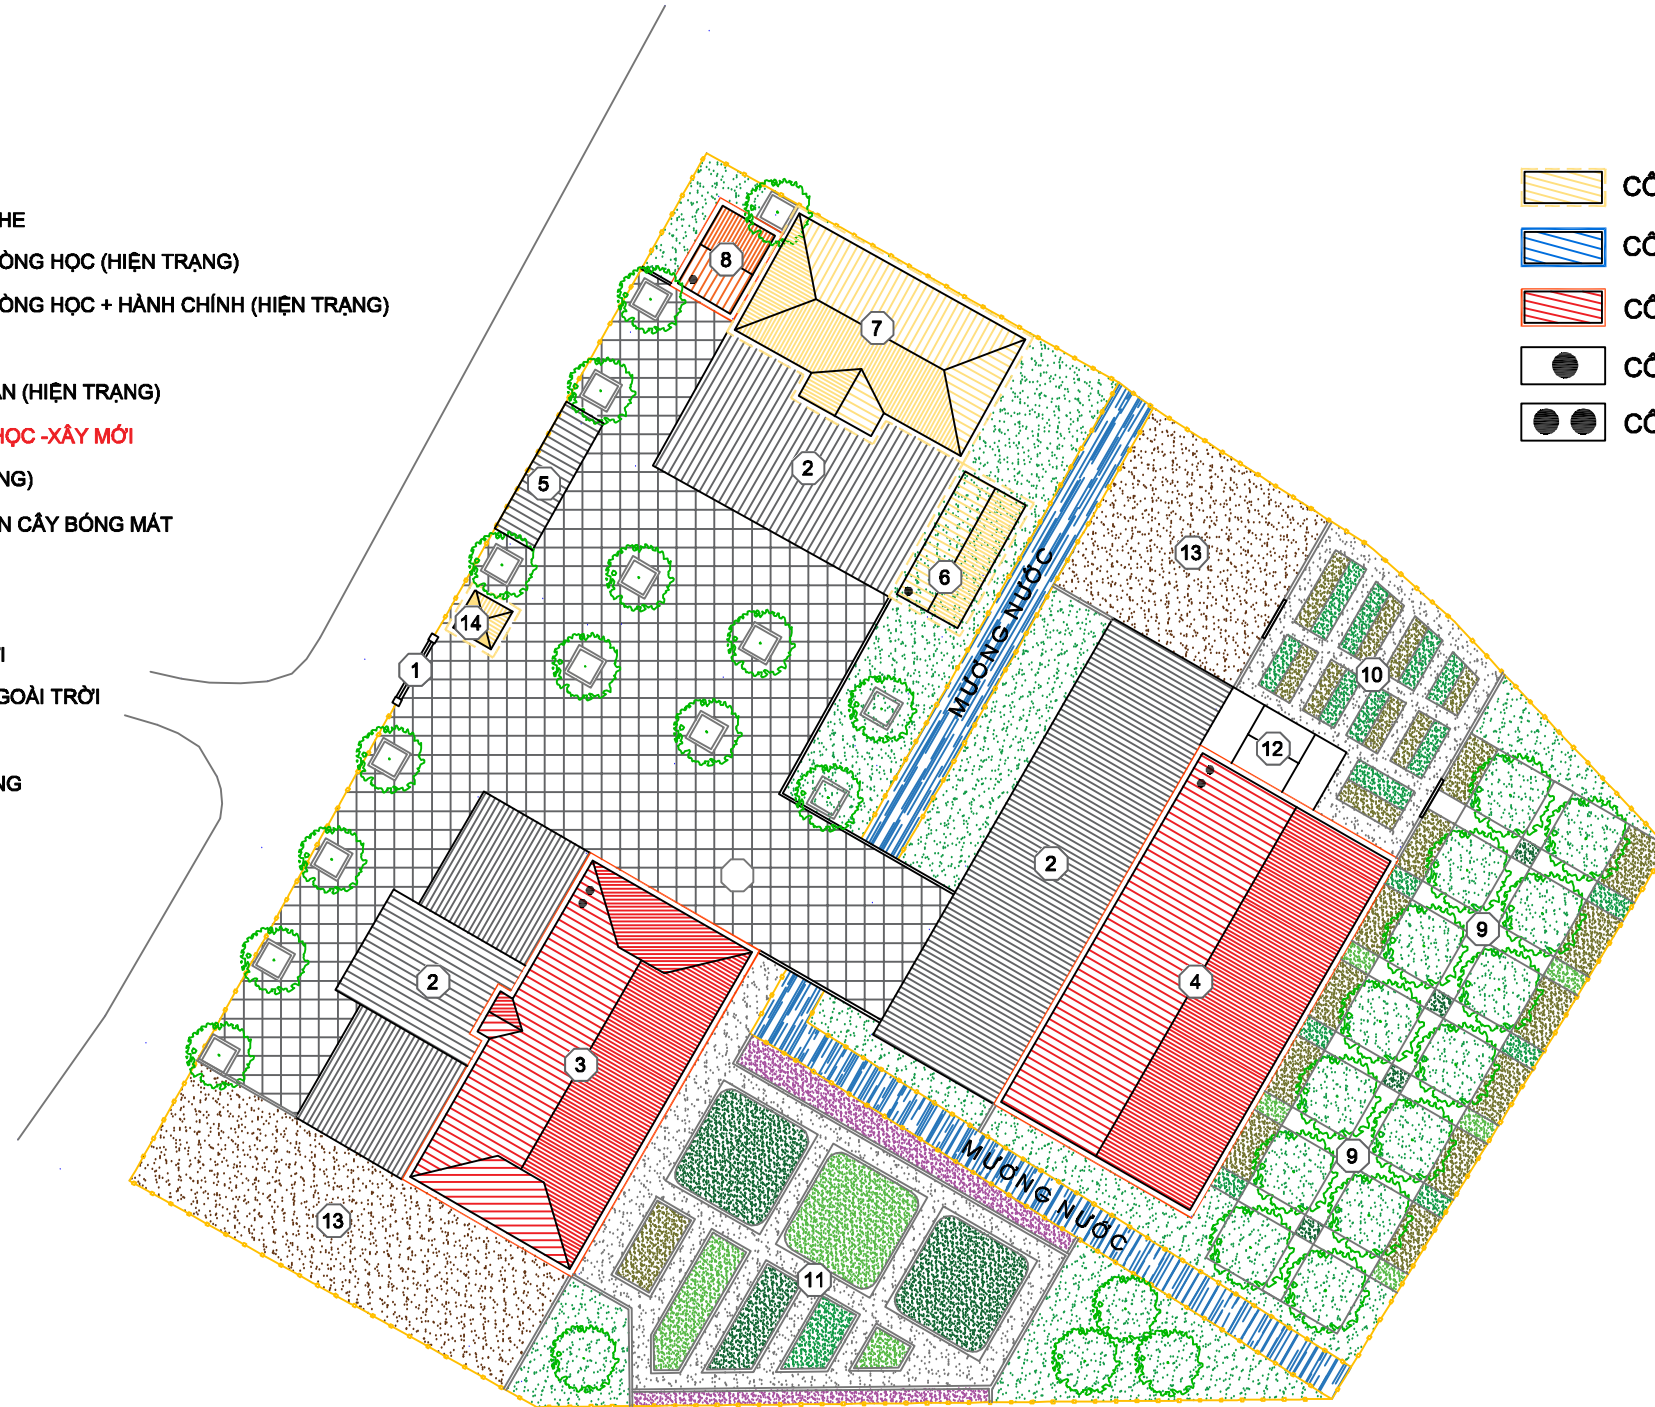 HE
ÒNG HỌC (HIỆN TRẠNG)
ÒNG HỌC + HÀNH CHÍNH (HIỆN TRẠNG)
ĂN (HIỆN TRẠNG)
HỌC -XÂY MỚI
NG)
N CÂY BÓNG MÁT
I
GOÀI TRỜI
NG
CÔ
CÔ
CÔ
CÔ
CÔ
8
7
2
5
6
14
1
13
10
12
2
9
4
2
3
9
13
11
MƯƠNG NƯỚC
MƯƠNG NƯỚC